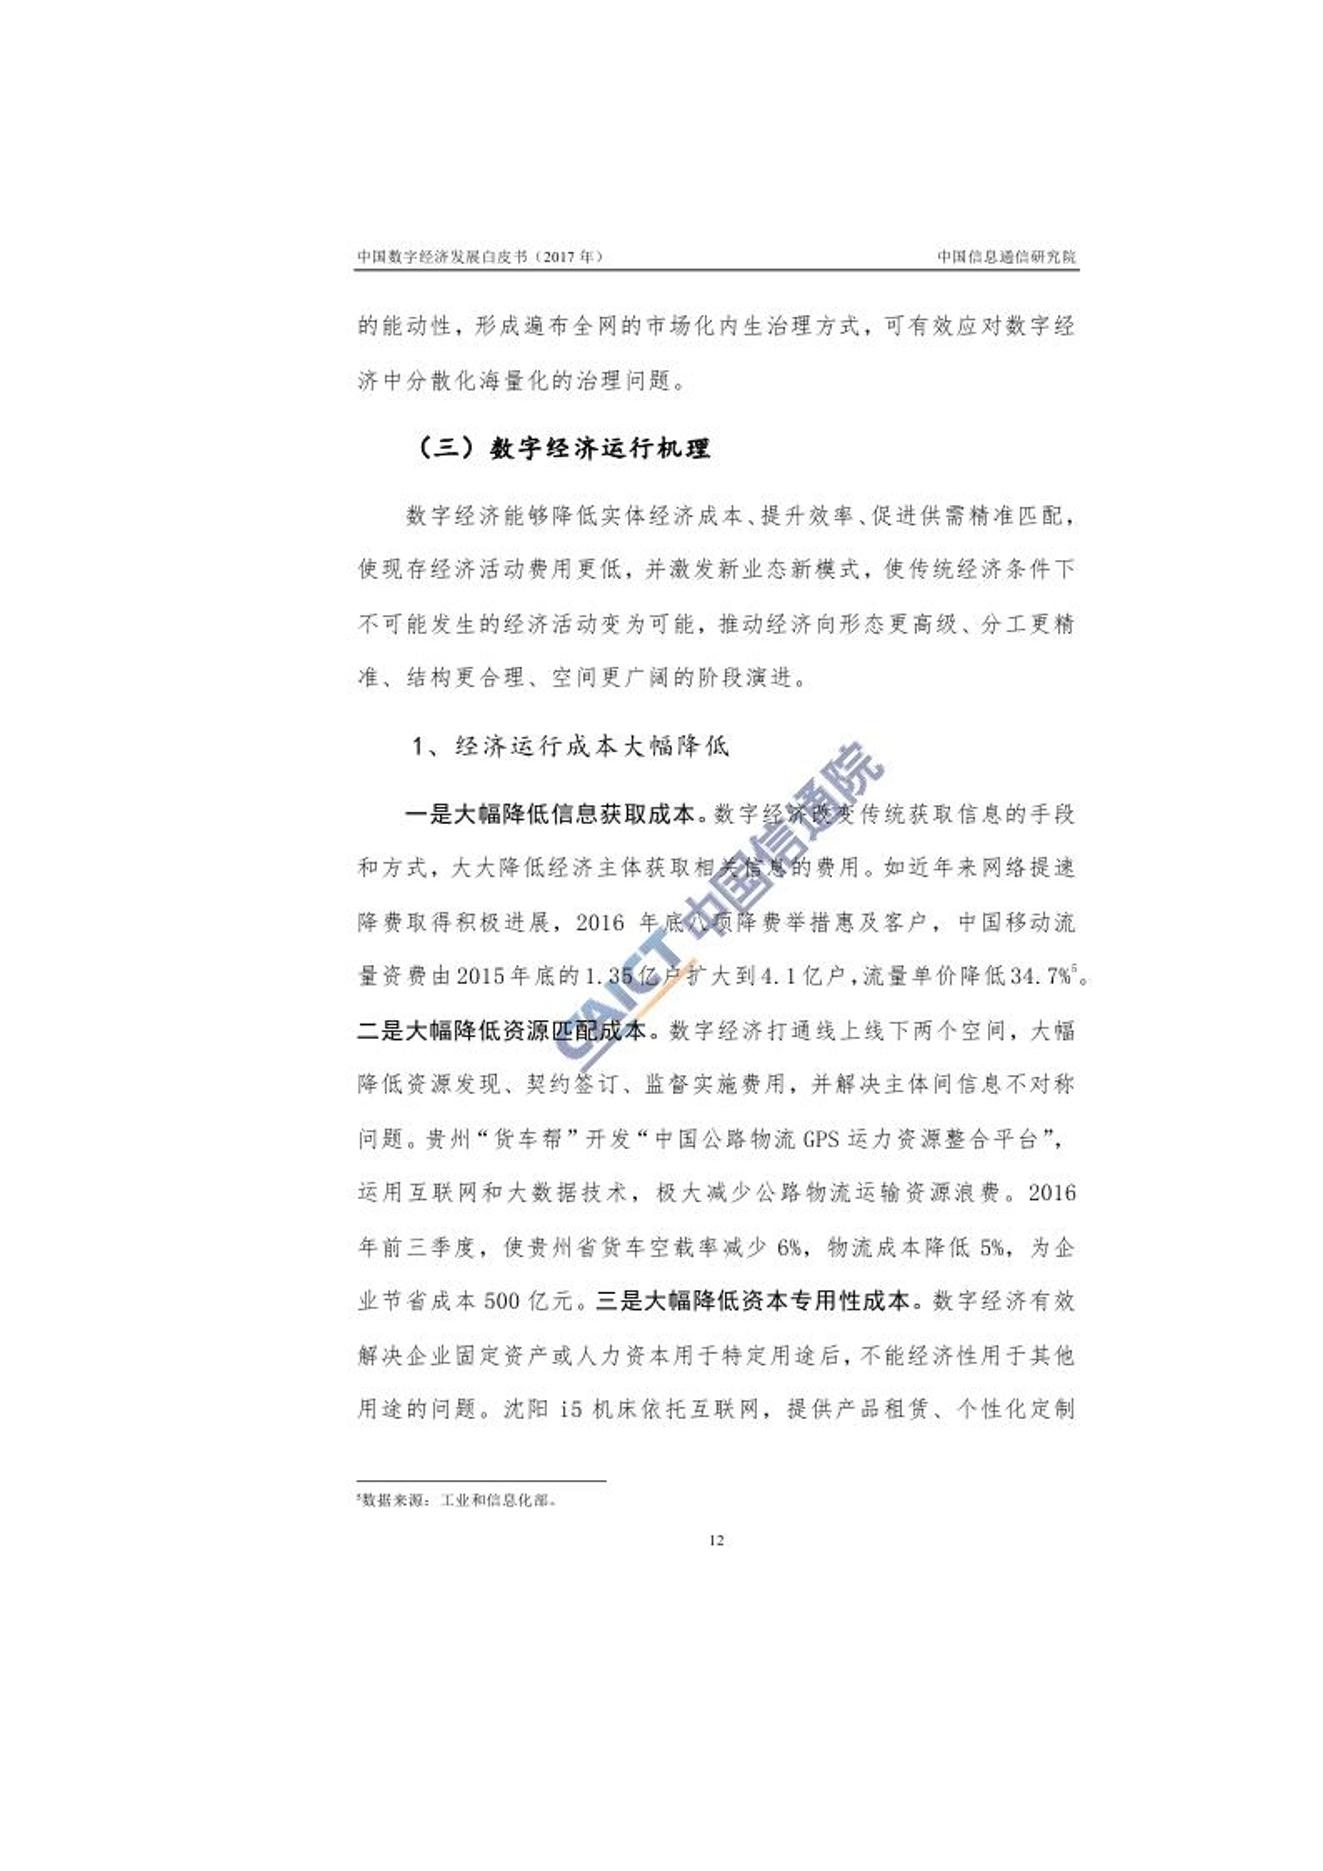 中国数字经济发展白皮书（2017 年） 中国信息通信研究院
的能动性，形成遍布全网的市场化内生治理方式，可有效应对数字经
济中分散化海量化的治理问题。
（三）数字经济运行机理
数字经济能够降低实体经济成本、提升效率、促进供需精准匹配，
使现存经济活动费用更低，并激发新业态新模式，使传统经济条件下
不可能发生的经济活动变为可能，推动经济向形态更高级、分工更精
准、结构更合理、空间更广阔的阶段演进。
1、经济运行成本大幅降低
一是大幅降低信息获取成本。数字经济改变传统获取信息的手段
和方式，大大降低经济主体获取相关信息的费用。如近年来网络提速
降费取得积极进展，2016 年底八项降费举措惠及客户，中国移动流
量资费由 2015 年底的 1.35 亿户扩大到 4.1 亿户，流量单价降低 34.7%⁵。
二是大幅降低资源匹配成本。数字经济打通线上线下两个空间，大幅
降低资源发现、契约签订、监督实施费用，并解决主体间信息不对称
问题。贵州“货车帮”开发“中国公路物流 GPS 运力资源整合平台”，
运用互联网和大数据技术，极大减少公路物流运输资源浪费。2016
年前三季度，使贵州省货车空载率减少 6%，物流成本降低 5%，为企
业节省成本 500 亿元。三是大幅降低资本专用性成本。数字经济有效
解决企业固定资产或人力资本用于特定用途后，不能经济性用于其他
用途的问题。沈阳 i5 机床依托互联网，提供产品租赁、个性化定制
CAICT 中国信通院
⁵数据来源：工业和信息化部。
12